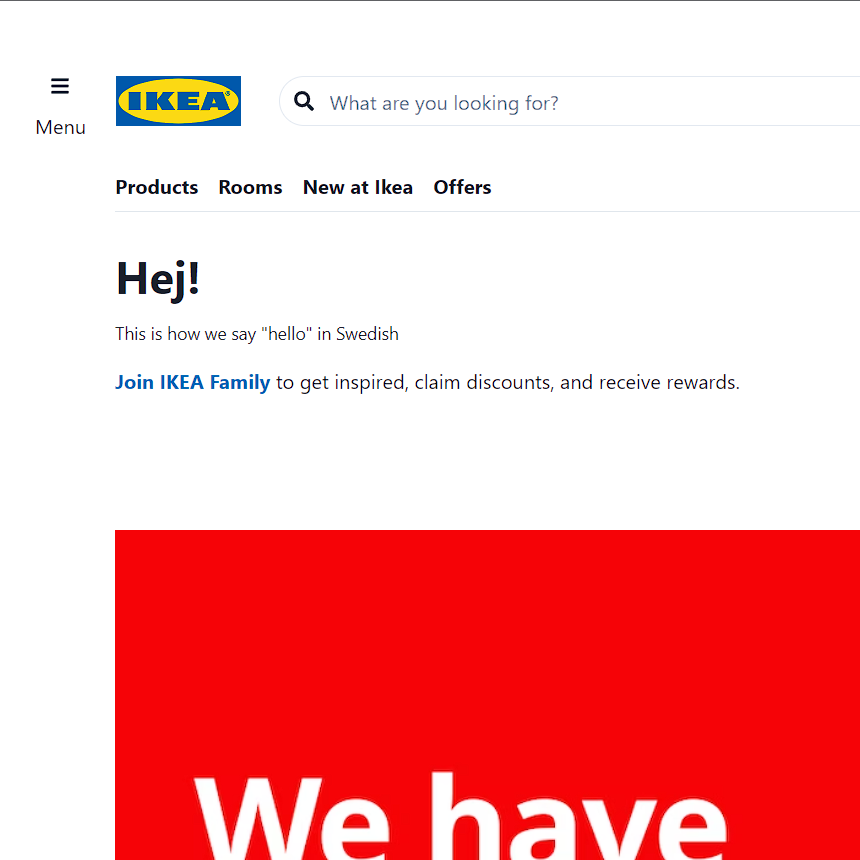 Menu
IKEA®
What are you looking for?
Products Rooms New at Ikea Offers
Hej!
This is how we say "hello" in Swedish
Join IKEA Family to get inspired, claim discounts, and receive rewards.
We have